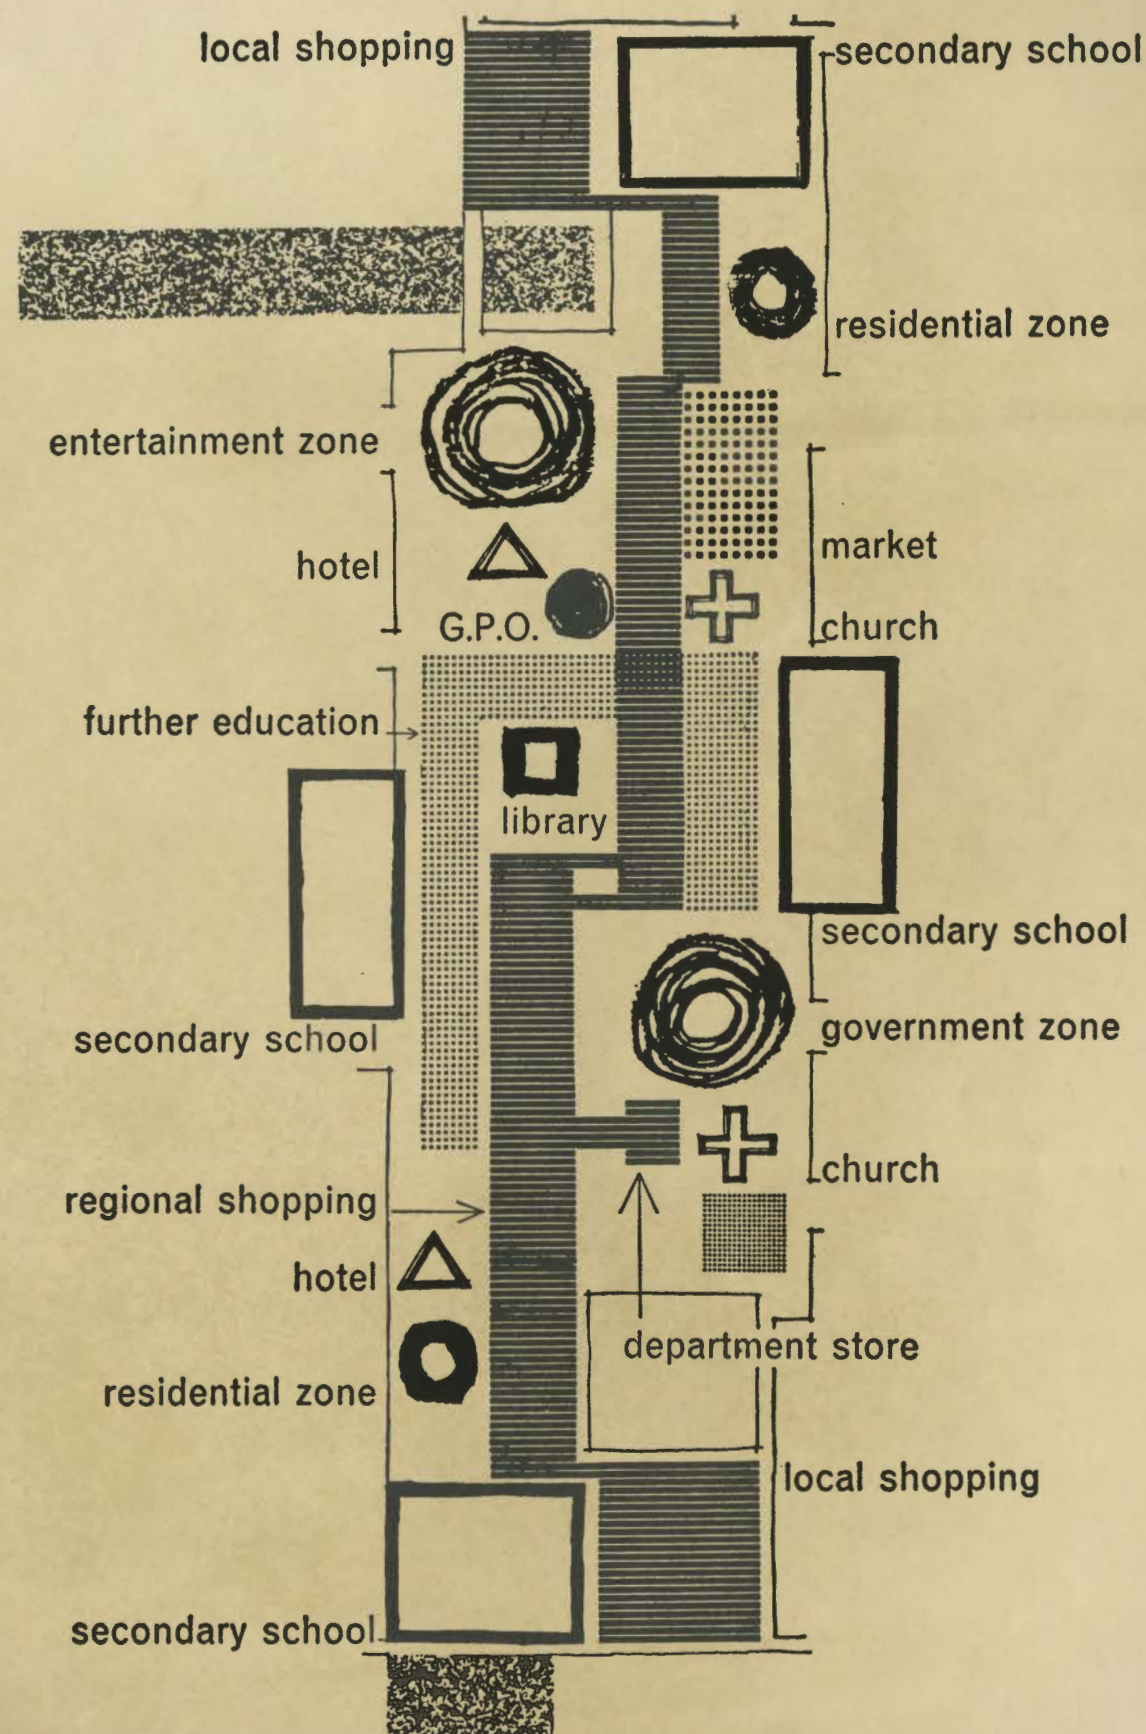 local shopping
secondary school
residential zone
entertainment zone
hotel
market
G.P.O.
church
further education
library
secondary school
government zone
secondary school
church
regional shopping
hotel
department store
residential zone
local shopping
secondary school